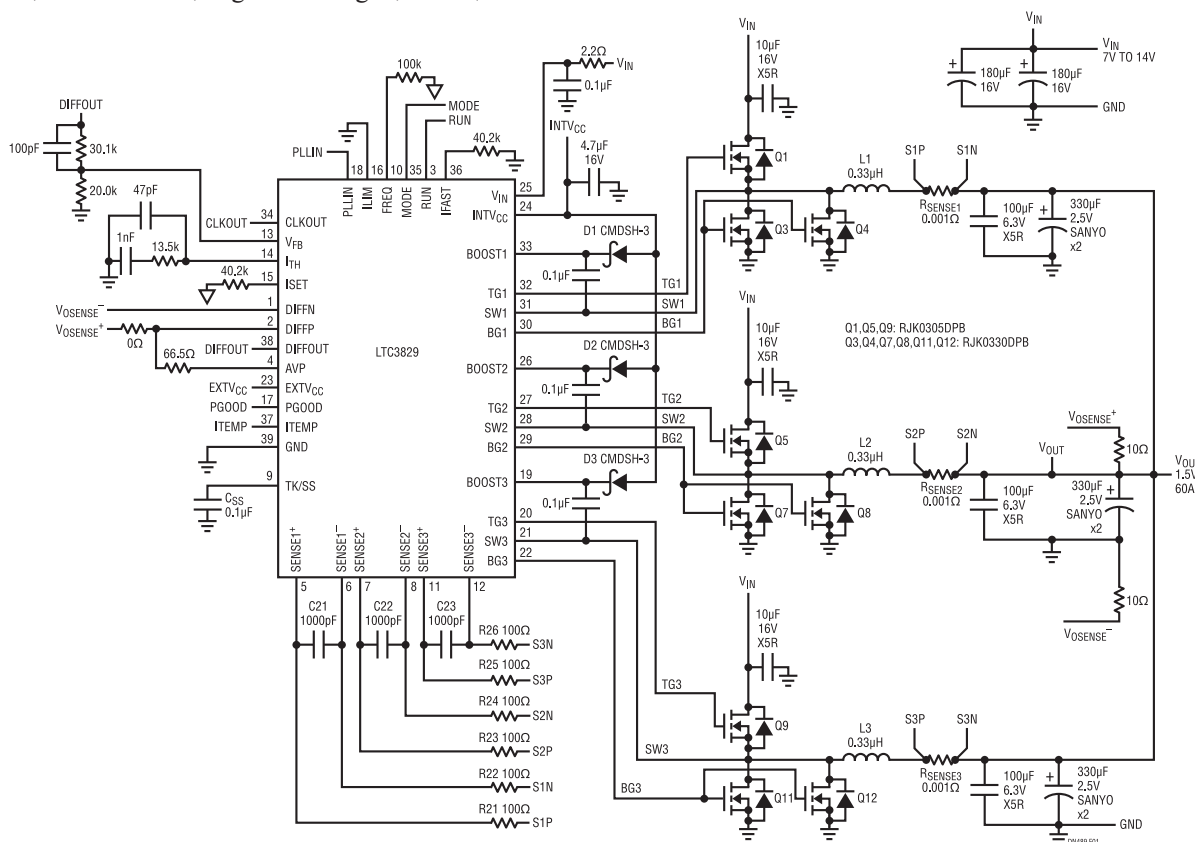 VIN
10µF
16V
X5R
VIN
VIN
7V TO 14V
180µF
16V
180µF
16V
GND
2.2Ω
VIN
0.1µF
100k
MODE
RUN
INTVCC
4.7µF
16V
40.2k
PLLIN
DIFFOUT
100pF
30.1k
20.0k
47pF
1nF
13.5k
40.2k
18 16 10 35 3 36
PLLIN
ILIM
FREQ
MODE
RUN
IFAST
CLKOUT 34 CLKOUT
13 VFB
14 ITH
15 ISET
VOSENSE− 1 DIFFN
VOSENSE+ 2 DIFFP
0Ω
DIFFOUT 38 DIFFOUT
66.5Ω 4 AVP
EXTVCC 23 EXTVCC
PGOOD 17 PGOOD
ITEMP 37 ITEMP
39 GND
9 TK/SS
CSS
0.1µF
LTC3829
VIN 25
INTVCC 24
BOOST1 33
TG1 32
SW1 31
BG1 30
BOOST2 26
TG2 27
SW2 28
BG2 29
BOOST3 19
TG3 20
SW3 21
BG3 22
SENSE1+
SENSE1−
SENSE2+
SENSE2−
SENSE3+
SENSE3−
5 6 7 8 11 12
C21
1000pF
C22
1000pF
C23
1000pF
R26 100Ω
S3N
R25 100Ω
S3P
R24 100Ω
S2N
R23 100Ω
S2P
R22 100Ω
S1N
R21 100Ω
S1P
D1 CMDSH-3
0.1µF
TG1
SW1
BG1
D2 CMDSH-3
0.1µF
TG2
SW2
BG2
D3 CMDSH-3
0.1µF
TG3
SW3
BG3
Q1
Q3
Q4
L1
0.33µH
S1P
S1N
RSENSE1
0.001Ω
100µF
6.3V
X5R
330µF
2.5V
SANYO
x2
Q1,Q5,Q9: RJK0305DPB
Q3,Q4,Q7,Q8,Q11,Q12: RJK0330DPB
VIN
10µF
16V
X5R
Q5
Q7
Q8
L2
0.33µH
S2P
S2N
RSENSE2
0.001Ω
VOUT
100µF
6.3V
X5R
330µF
2.5V
SANYO
x2
VOSENSE+
10Ω
10Ω
VOSENSE−
1.5V
60A
VIN
10µF
16V
X5R
Q9
Q11
Q12
L3
0.33µH
S3P
S3N
RSENSE3
0.001Ω
100µF
6.3V
X5R
330µF
2.5V
SANYO
x2
GND